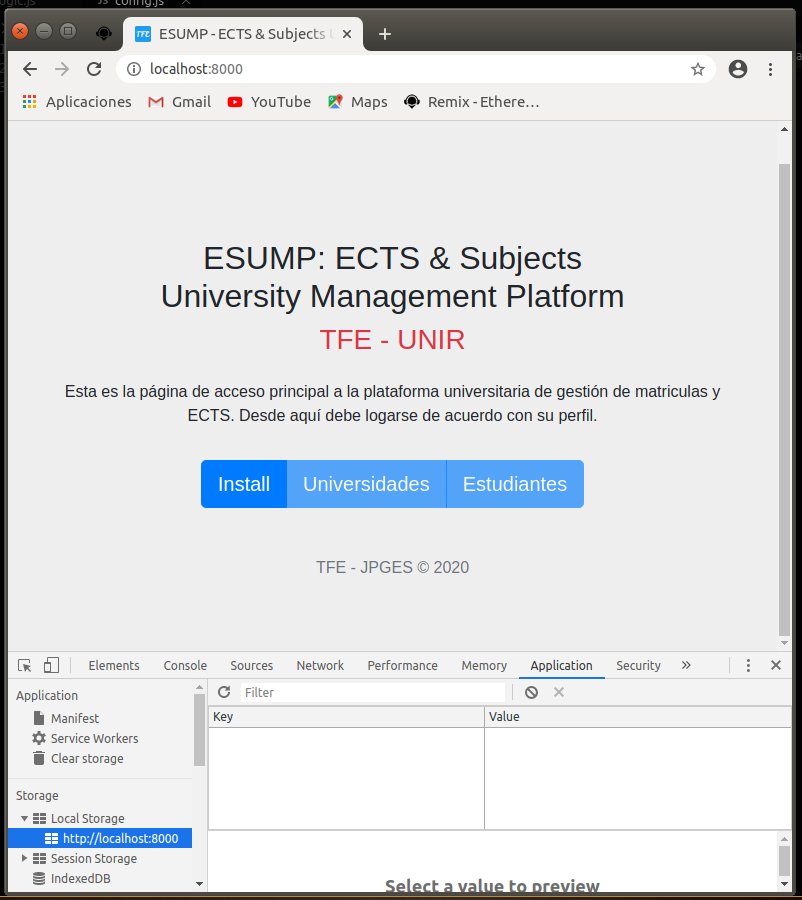 config.js
TFE ESUMP - ECTS & Subjects
localhost:8000
Aplicaciones Gmail YouTube Maps Remix - Ethere…
ESUMP: ECTS & Subjects
University Management Platform
TFE - UNIR
Esta es la página de acceso principal a la plataforma universitaria de gestión de matriculas y
ECTS. Desde aquí debe logarse de acuerdo con su perfil.
Install Universidades Estudiantes
TFE - JPGES © 2020
Elements Console Sources Network Performance Memory Application Security »
Application
Filter
Manifest
Service Workers
Clear storage
Key Value
Storage
Local Storage
http://localhost:8000
Session Storage
IndexedDB
Select a value to preview